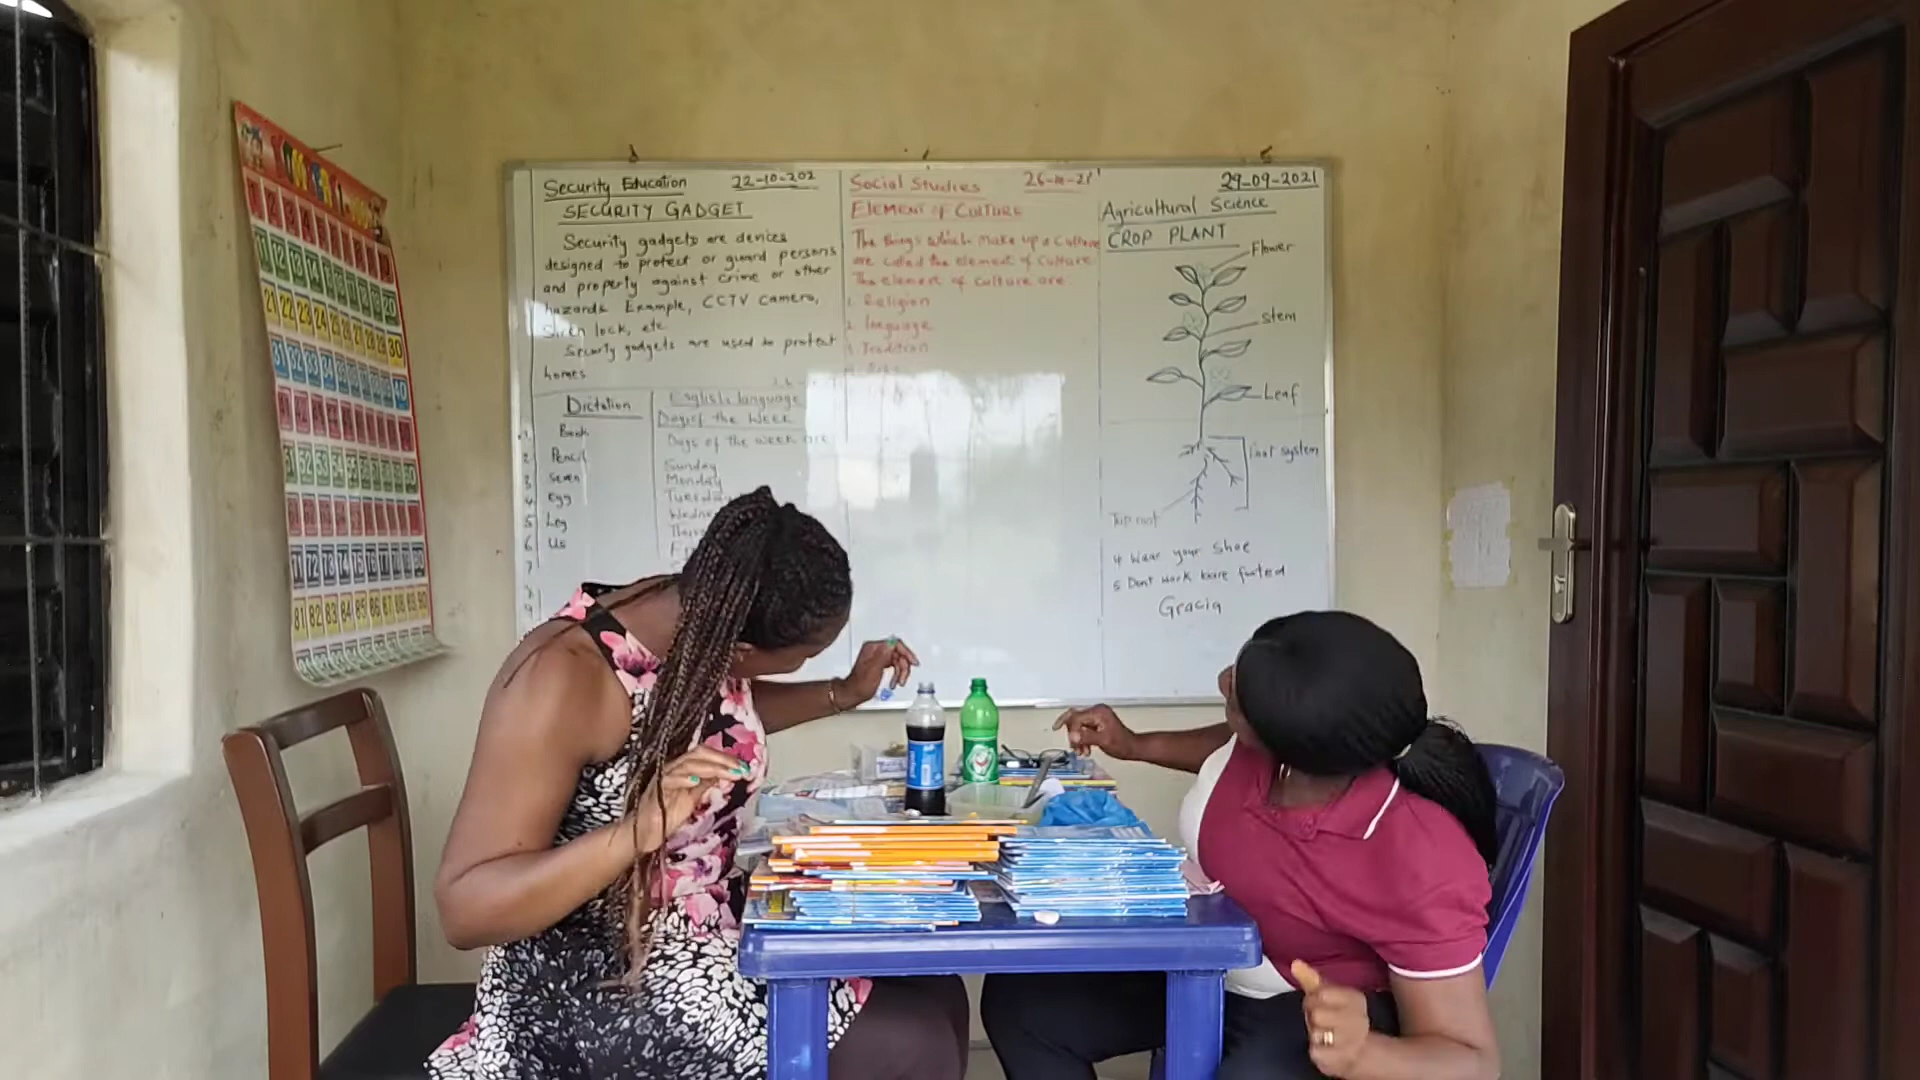 Security Education 22-10-202
SECURITY GADGET
Security gadgets are devices
designed to protect or guard persons
and property against crime or other
hazards. Example, CCTV camera,
siren lock, etc
Security gadgets are used to protect
homes
Dictation
1 Book
2 Pencil
3 Seven
4 Egg
5 Leg
6 Us
7
8
9
English language
Days of the Week
Days of the week are
Sunday
Monday
Tuesday
Wedne
Social Studies
ELEMENT OF CULTURE
The things which make up a culture
are called the element of culture.
The element of culture are
1. Religion
2. language
3. Tradition
29-09-2021
Agricultural Science
CROP PLANT
Flower
Stem
Leaf
root system
Tap root
4 Wear your shoe
5 Dont work bare footed
Gracia